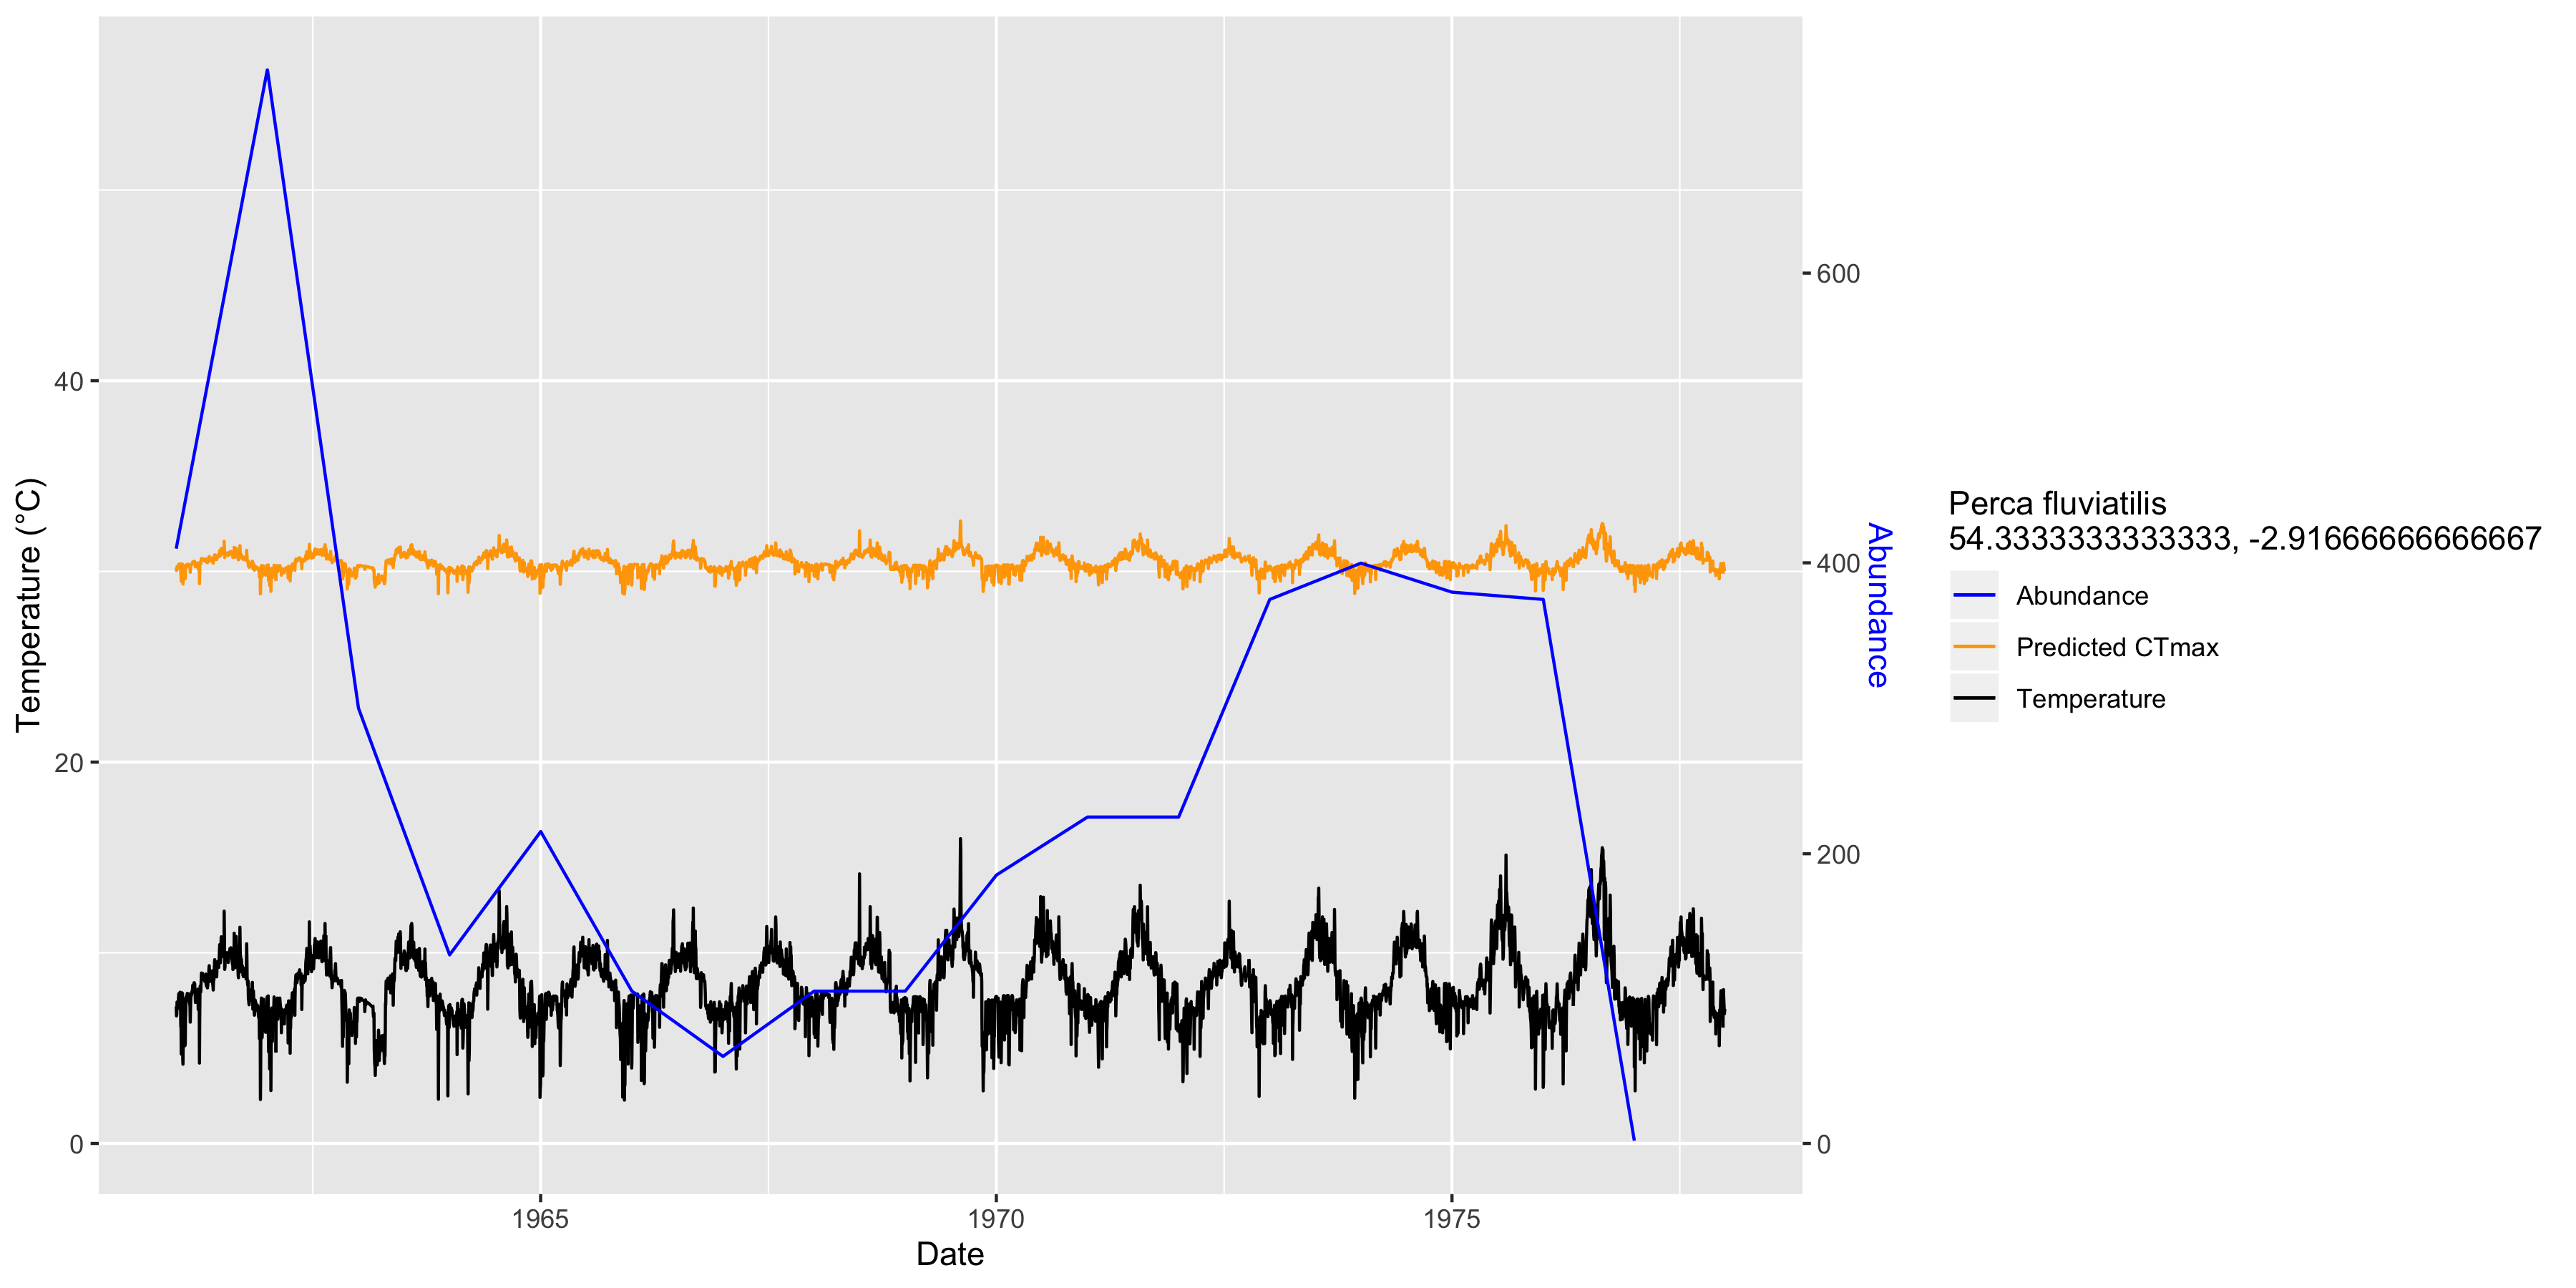 40
20
0
Temperature (°C)
1965
1970
1975
Date
600
400
200
0
Abundance
Perca fluviatilis
54.3333333333333, -2.91666666666667
Abundance
Predicted CTmax
Temperature